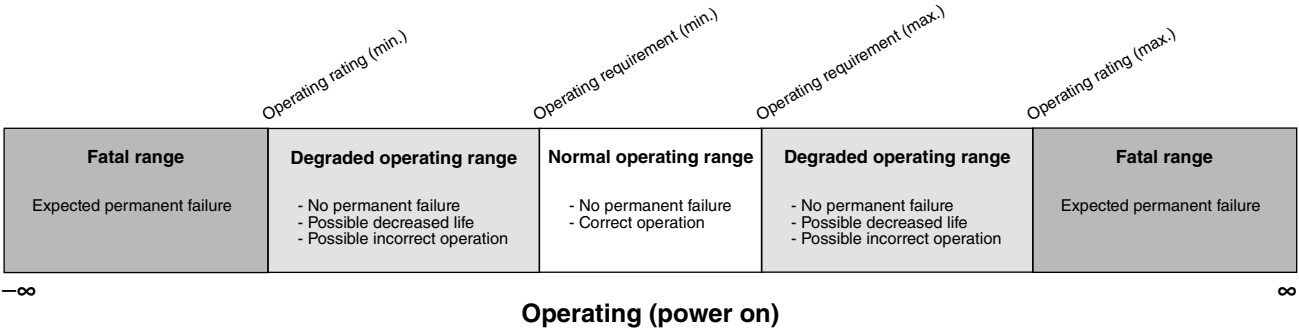 Operating rating (min.)
Operating requirement (min.)
Operating requirement (max.)
Operating rating (max.)
Fatal range
Expected permanent failure
Degraded operating range
- No permanent failure
- Possible decreased life
- Possible incorrect operation
Normal operating range
- No permanent failure
- Correct operation
Degraded operating range
- No permanent failure
- Possible decreased life
- Possible incorrect operation
Fatal range
Expected permanent failure
–∞
∞
Operating (power on)